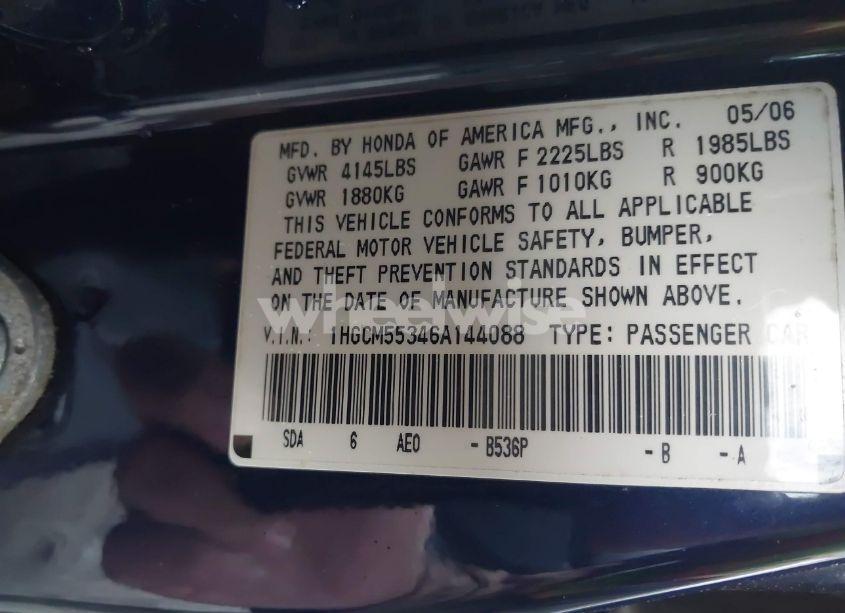 MFD. BY HONDA OF AMERICA MFG., INC. 05/06
GVWR 4145LBS GAWR F 2225LBS R 1985LBS
GVWR 1880KG GAWR F 1010KG R 900KG
THIS VEHICLE CONFORMS TO ALL APPLICABLE
FEDERAL MOTOR VEHICLE SAFETY, BUMPER,
AND THEFT PREVENTION STANDARDS IN EFFECT
ON THE DATE OF MANUFACTURE SHOWN ABOVE.
wheelwise
V.I.N.: 1HGCM55346A144088 TYPE: PASSENGER CAR
SDA 6 AE0 -B536P -B -A